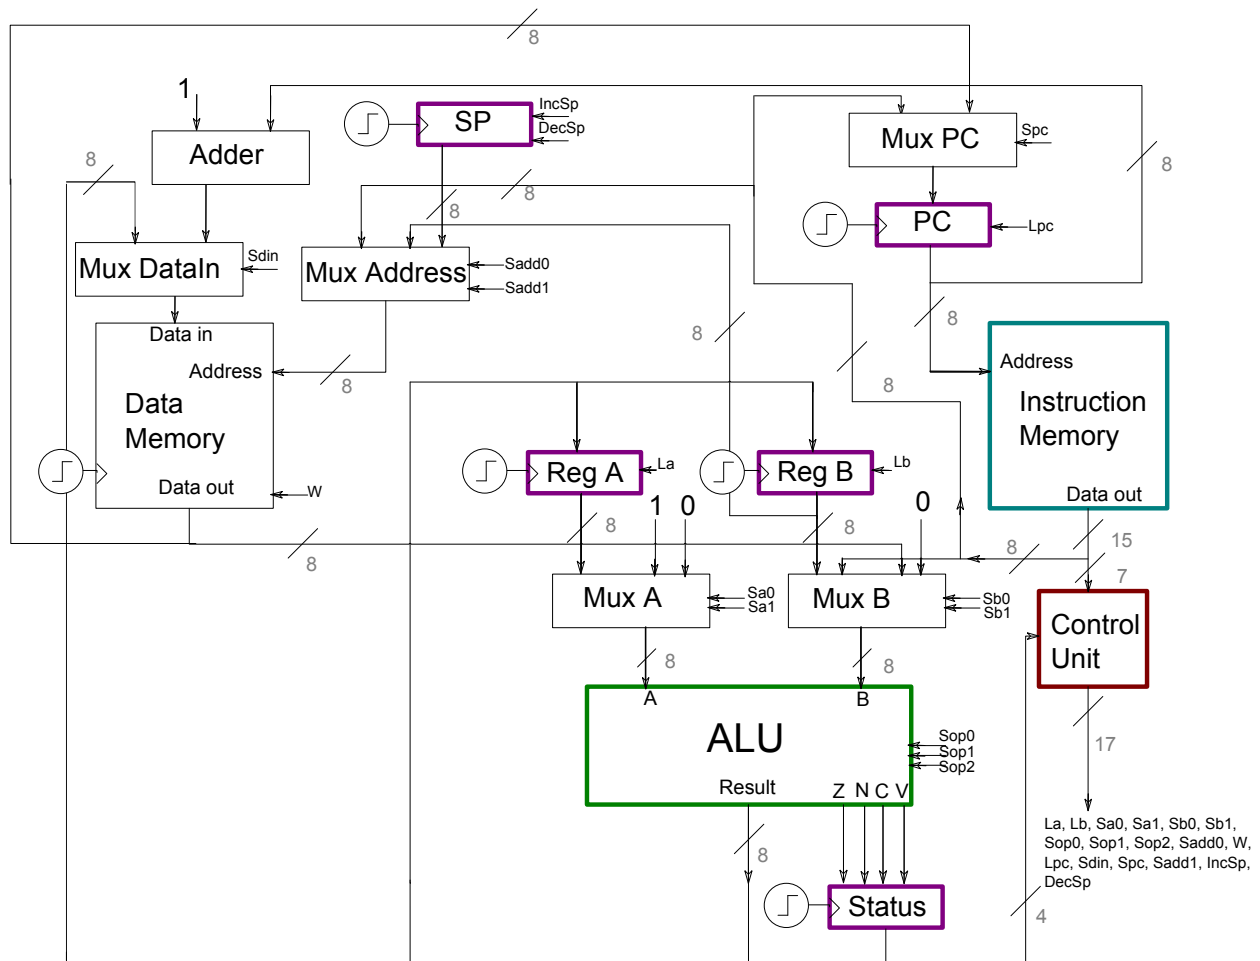 8
1
IncSp
SP
DecSp
Mux PC
Spc
Adder
8
8
8
8
PC
Lpc
Sdin
Mux DataIn
Mux Address
Sadd0
Sadd1
8
Data in
8
Address
Address
8
8
Data
Memory
Instruction
Memory
Reg A
La
Reg B
Lb
Data out
W
Data out
1
0
0
8
8
15
8
8
7
Mux A
Sa0
Sa1
Mux B
Sb0
Sb1
Control
Unit
8
8
A
B
ALU
Sop0
Sop1
Sop2
17
Result
Z
N
C
V
La, Lb, Sa0, Sa1, Sb0, Sb1,
Sop0, Sop1, Sop2, Sadd0, W,
Lpc, Sdin, Spc, Sadd1, IncSp,
DecSp
8
Status
4